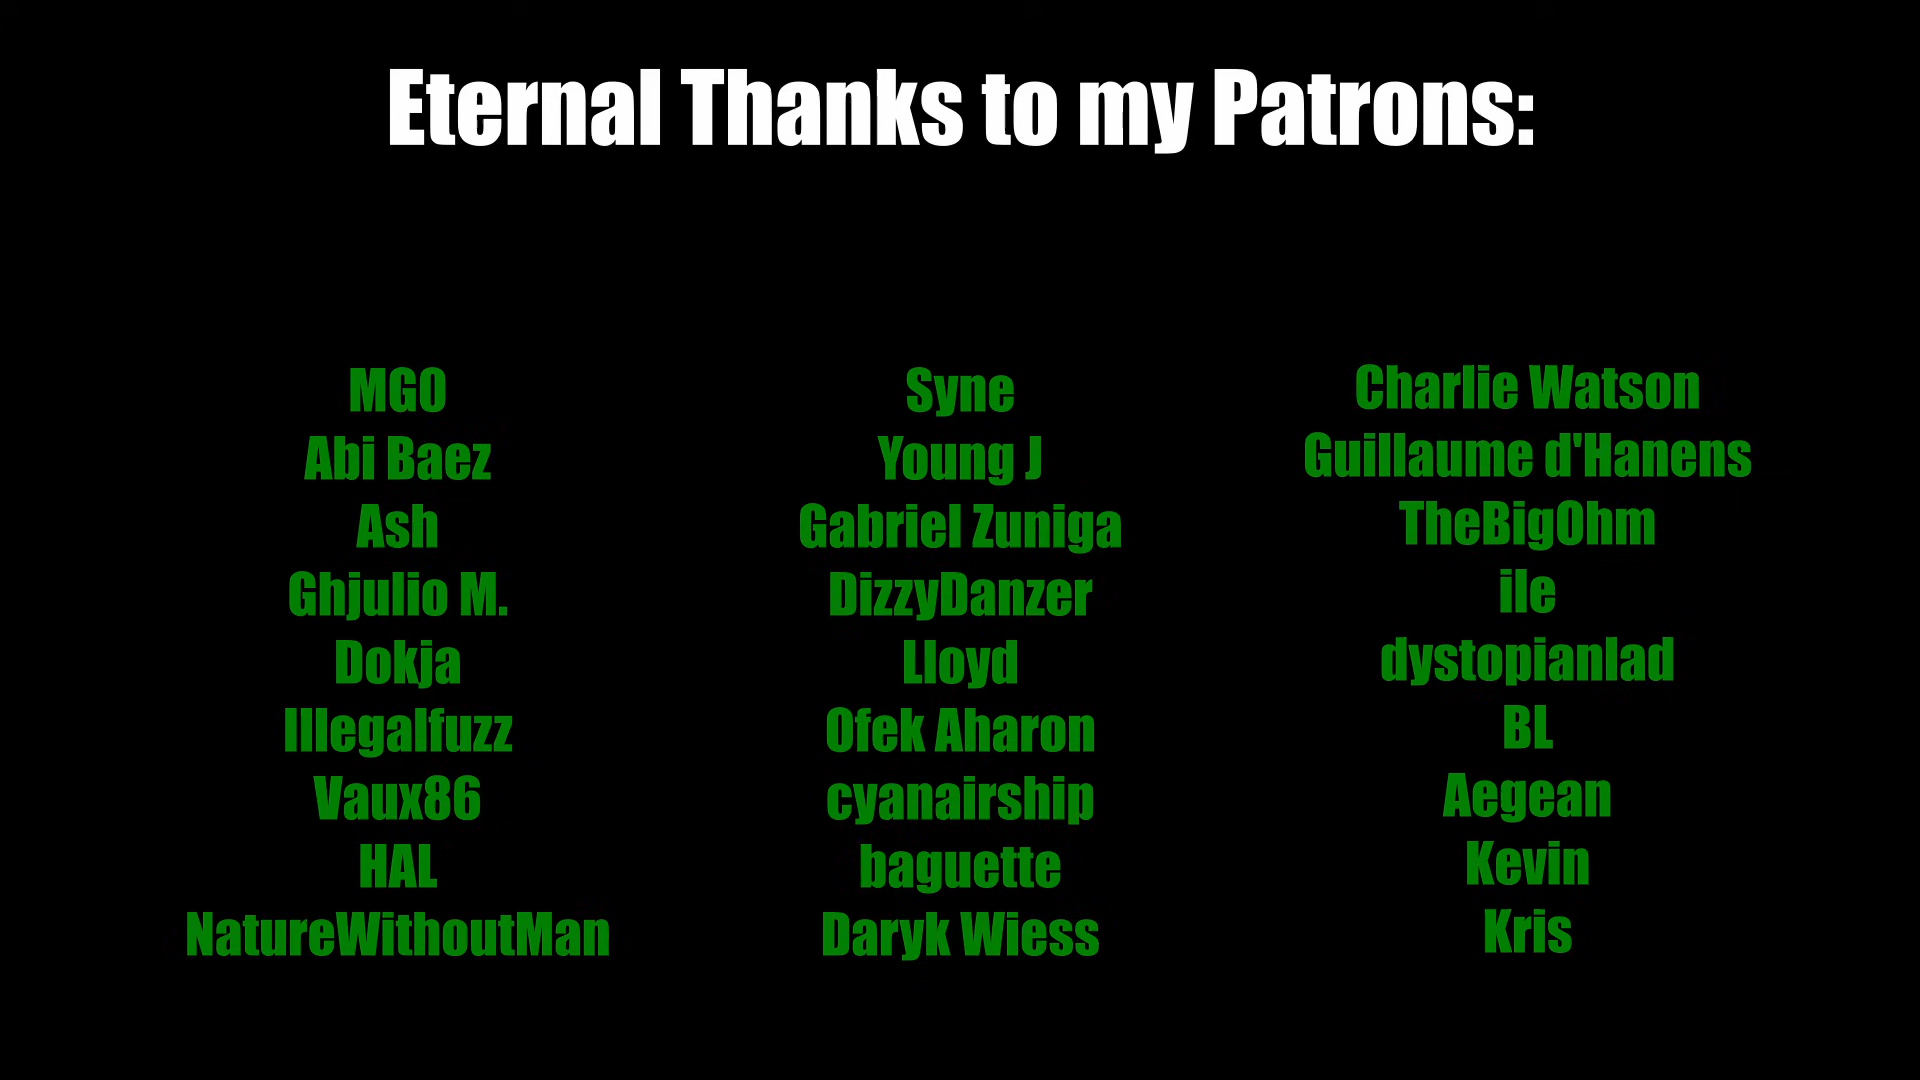 Eternal Thanks to my Patrons:
MGO
Abi Baez
Ash
Ghjulio M.
Dokja
Illegalfuzz
Vaux86
HAL
NatureWithoutMan
Syne
Young J
Gabriel Zuniga
DizzyDanzer
Lloyd
Ofek Aharon
cyanairship
baguette
Daryk Wiess
Charlie Watson
Guillaume d'Hanens
TheBigOhm
ile
dystopianlad
BL
Aegean
Kevin
Kris